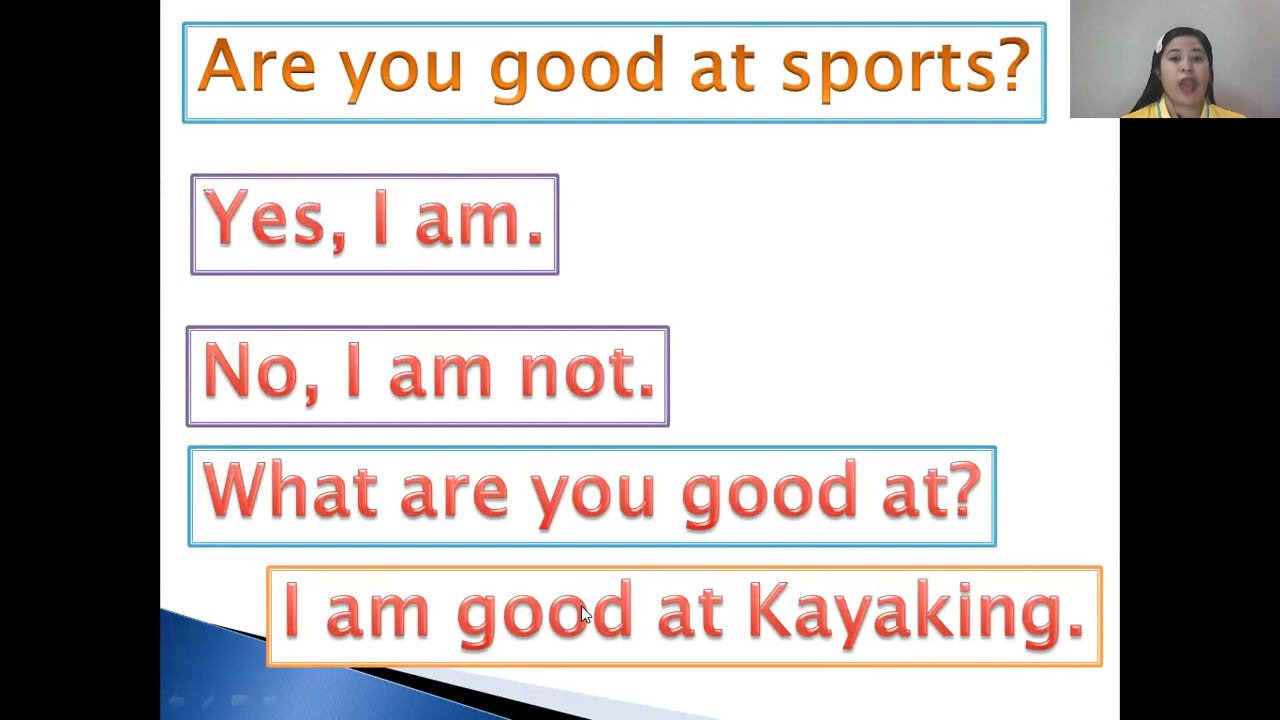 Are you good at sports?
Yes, I am.
No, I am not.
What are you good at?
I am good at Kayaking.